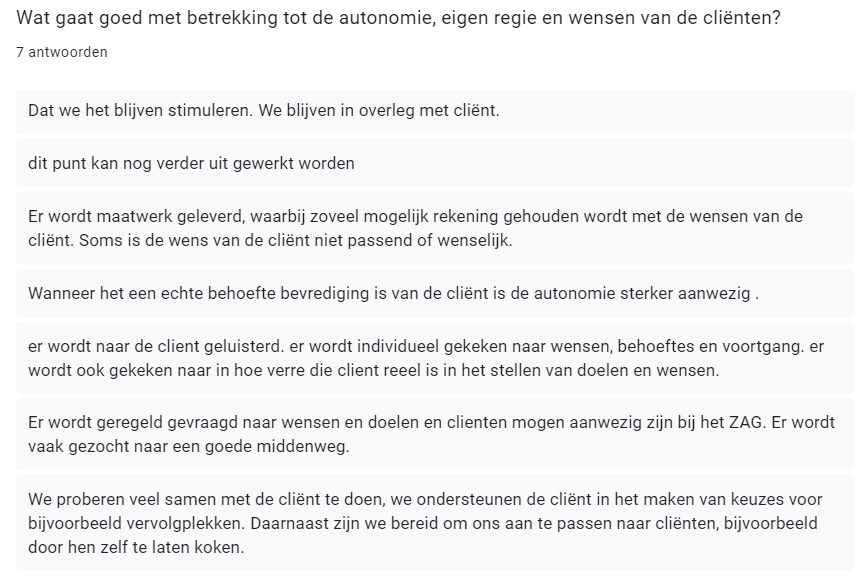 Wat gaat goed met betrekking tot de autonomie, eigen regie en wensen van de cliënten?
7 antwoorden
Dat we het blijven stimuleren. We blijven in overleg met cliënt.
dit punt kan nog verder uit gewerkt worden
Er wordt maatwerk geleverd, waarbij zoveel mogelijk rekening gehouden wordt met de wensen van de
cliënt. Soms is de wens van de cliënt niet passend of wenselijk.
Wanneer het een echte behoefte bevrediging is van de cliënt is de autonomie sterker aanwezig .
er wordt naar de client geluisterd. er wordt individueel gekeken naar wensen, behoeftes en voortgang. er
wordt ook gekeken naar in hoe verre die client reeel is in het stellen van doelen en wensen.
Er wordt geregeld gevraagd naar wensen en doelen en clienten mogen aanwezig zijn bij het ZAG. Er wordt
vaak gezocht naar een goede middenweg.
We proberen veel samen met de cliënt te doen, we ondersteunen de cliënt in het maken van keuzes voor
bijvoorbeeld vervolgplekken. Daarnaast zijn we bereid om ons aan te passen naar cliënten, bijvoorbeeld
door hen zelf te laten koken.